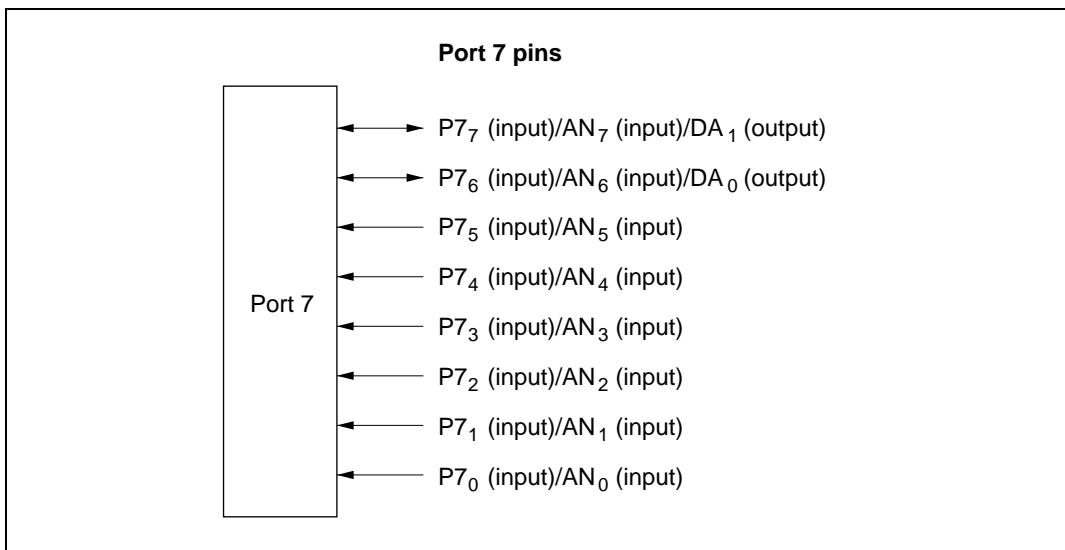 Port 7 pins
P7₇ (input)/AN₇ (input)/DA₁ (output)
P7₆ (input)/AN₆ (input)/DA₀ (output)
P7₅ (input)/AN₅ (input)
P7₄ (input)/AN₄ (input)
Port 7
P7₃ (input)/AN₃ (input)
P7₂ (input)/AN₂ (input)
P7₁ (input)/AN₁ (input)
P7₀ (input)/AN₀ (input)